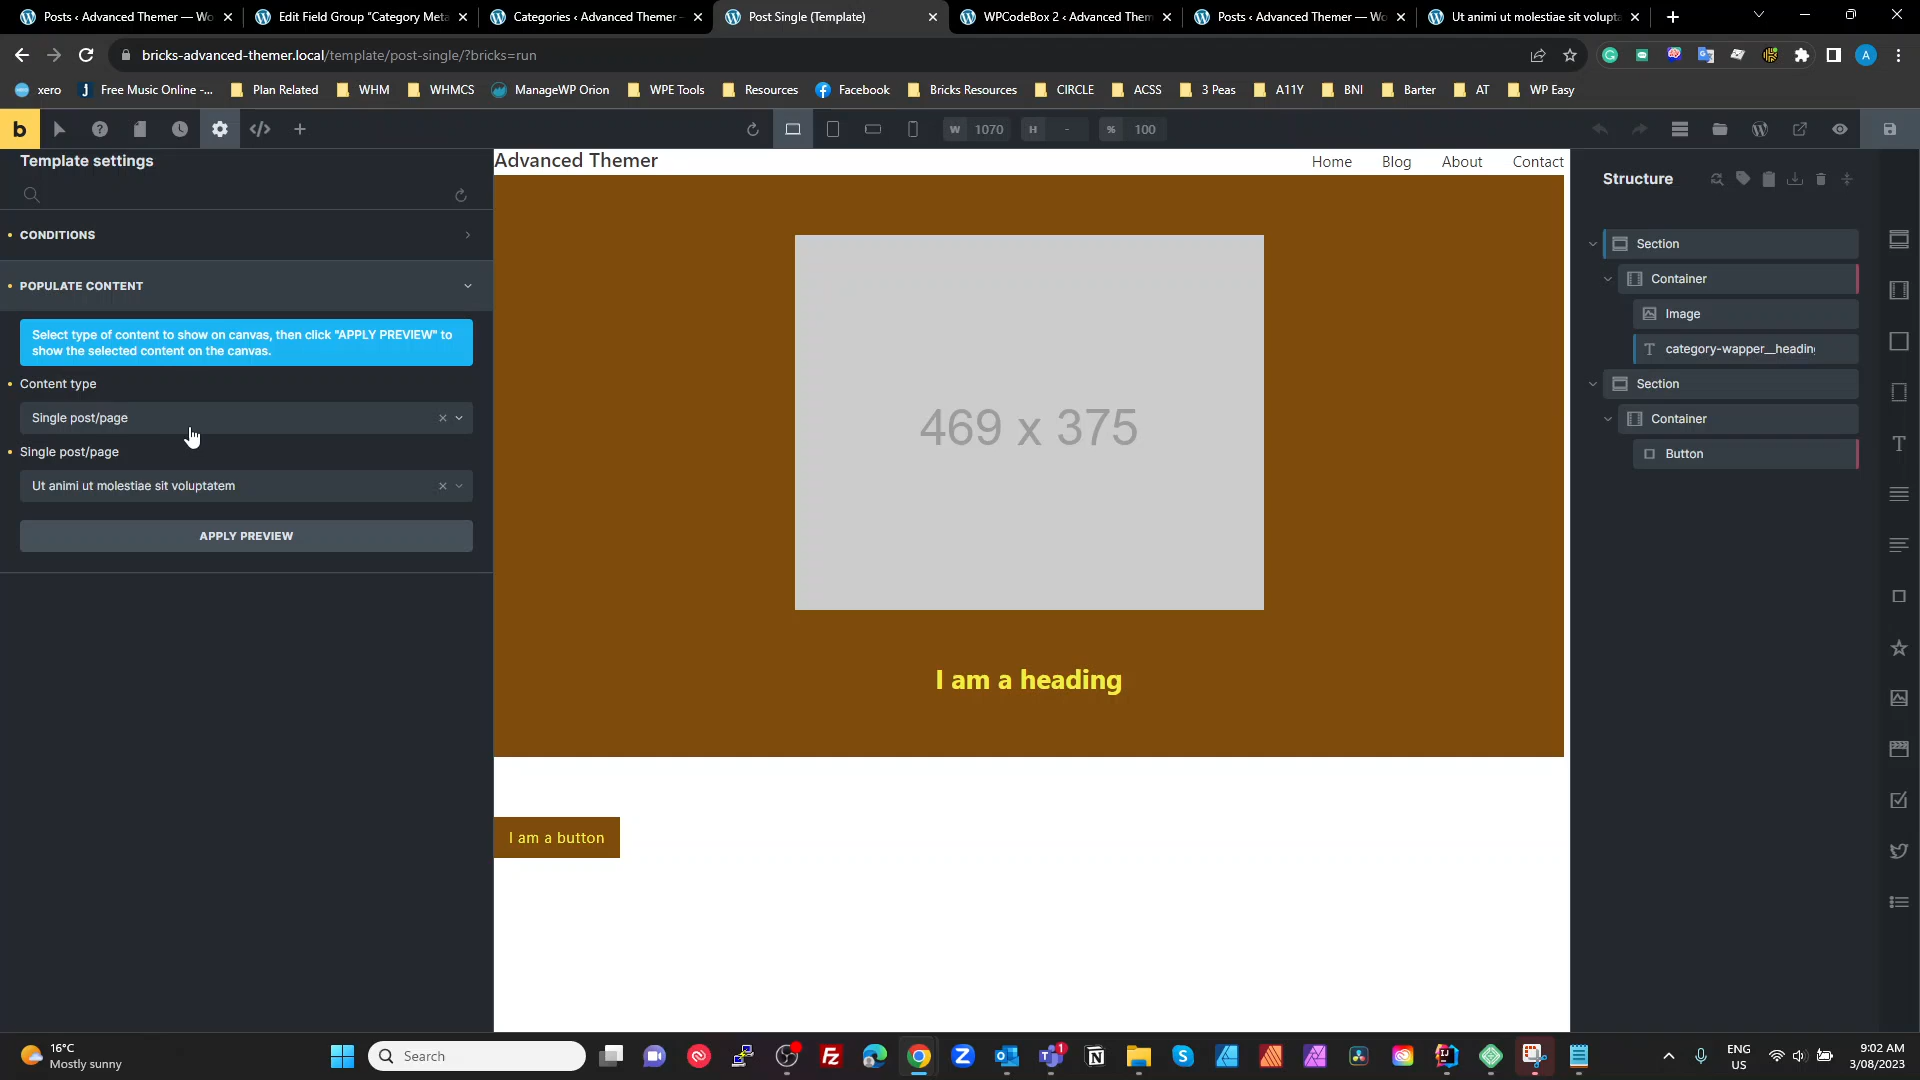 Posts ‹ Advanced Themer — Wo
Edit Field Group "Category Meta
Categories ‹ Advanced Themer
Post Single (Template)
WPCodeBox 2 ‹ Advanced Them
Posts ‹ Advanced Themer — Wo
Ut animi ut molestiae sit volupta
bricks-advanced-themer.local/template/post-single/?bricks=run
xero
Free Music Online -...
Plan Related
WHM
WHMCS
ManageWP Orion
WPE Tools
Resources
Facebook
Bricks Resources
CIRCLE
ACSS
3 Peas
A11Y
BNI
Barter
AT
WP Easy
b
W 1070
H -
% 100
Template settings
CONDITIONS
POPULATE CONTENT
Select type of content to show on canvas, then click "APPLY PREVIEW" to
show the selected content on the canvas.
Content type
Single post/page
Single post/page
Ut animi ut molestiae sit voluptatem
APPLY PREVIEW
Advanced Themer
Home Blog About Contact
469 x 375
I am a heading
I am a button
Structure
Section
Container
Image
category-wapper__headin
Section
Container
Button
16°C
Mostly sunny
Search
ENG
US
9:02 AM
3/08/2023